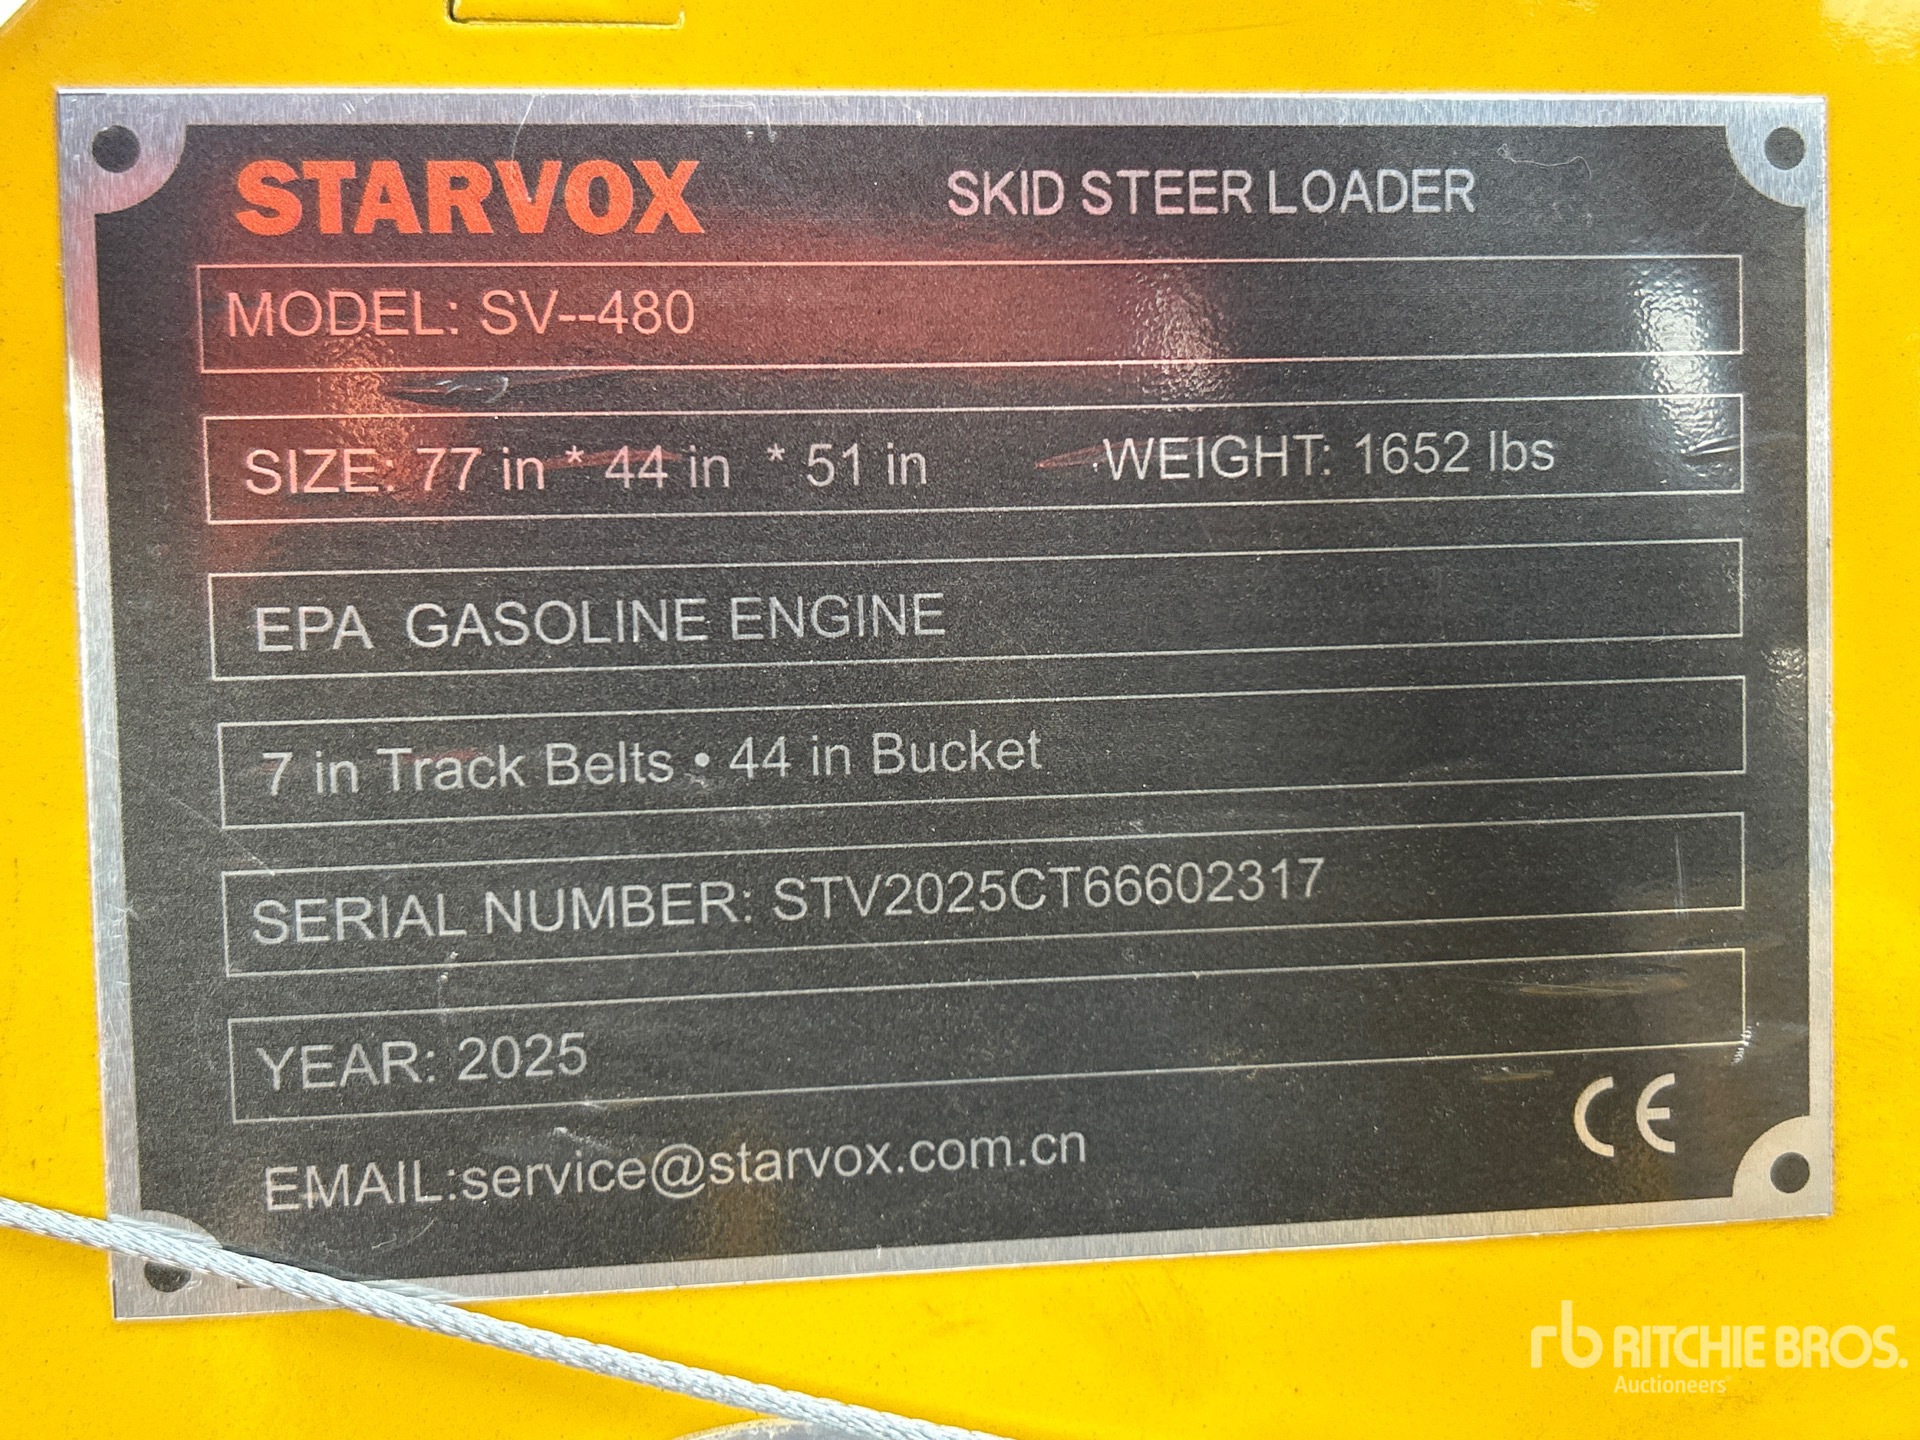 STARVOX SKID STEER LOADER
MODEL: SV--480
SIZE: 77 in * 44 in * 51 in WEIGHT: 1652 lbs
EPA GASOLINE ENGINE
7 in Track Belts • 44 in Bucket
SERIAL NUMBER: STV2025CT66602317
YEAR: 2025
CE
EMAIL:service@starvox.com.cn
rb RITCHIE BROS.
Auctioneers